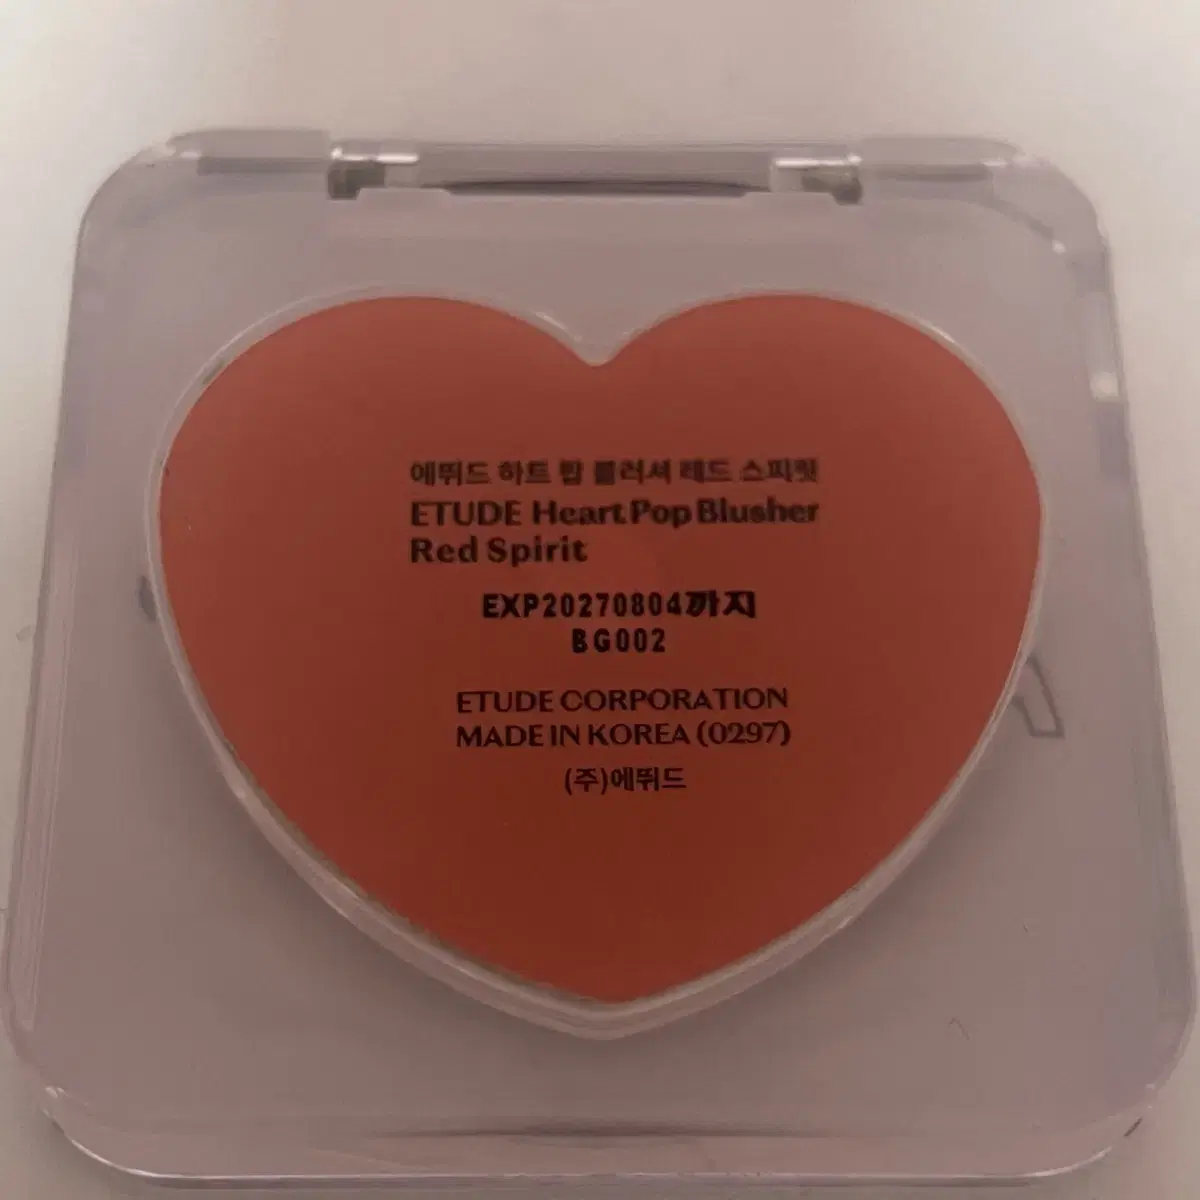 에뛰드 하트 팝 블러셔 레드 스피릿
ETUDE Heart Pop Blusher
Red Spirit
EXP20270804까지
BG002
ETUDE CORPORATION
MADE IN KOREA (0297)
(주)에뛰드